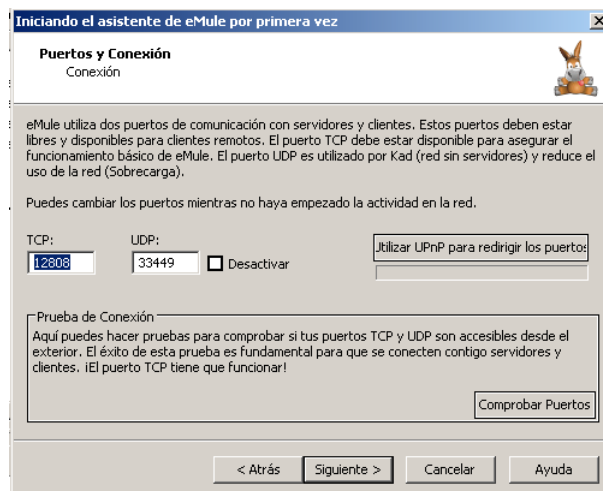 Iniciando el asistente de eMule por primera vez
Puertos y Conexión
Conexión
eMule utiliza dos puertos de comunicación con servidores y clientes. Estos puertos deben estar
libres y disponibles para clientes remotos. El puerto TCP debe estar disponible para asegurar el
funcionamiento básico de eMule. El puerto UDP es utilizado por Kad (red sin servidores) y reduce el
uso de la red (Sobrecarga).
Puedes cambiar los puertos mientras no haya empezado la actividad en la red.
TCP:
UDP:
12808
33449
Desactivar
Utilizar UPnP para redirigir los puertos
Prueba de Conexión
Aquí puedes hacer pruebas para comprobar si tus puertos TCP y UDP son accesibles desde el
exterior. El éxito de esta prueba es fundamental para que se conecten contigo servidores y
clientes. ¡El puerto TCP tiene que funcionar!
Comprobar Puertos
< Atrás
Siguiente >
Cancelar
Ayuda